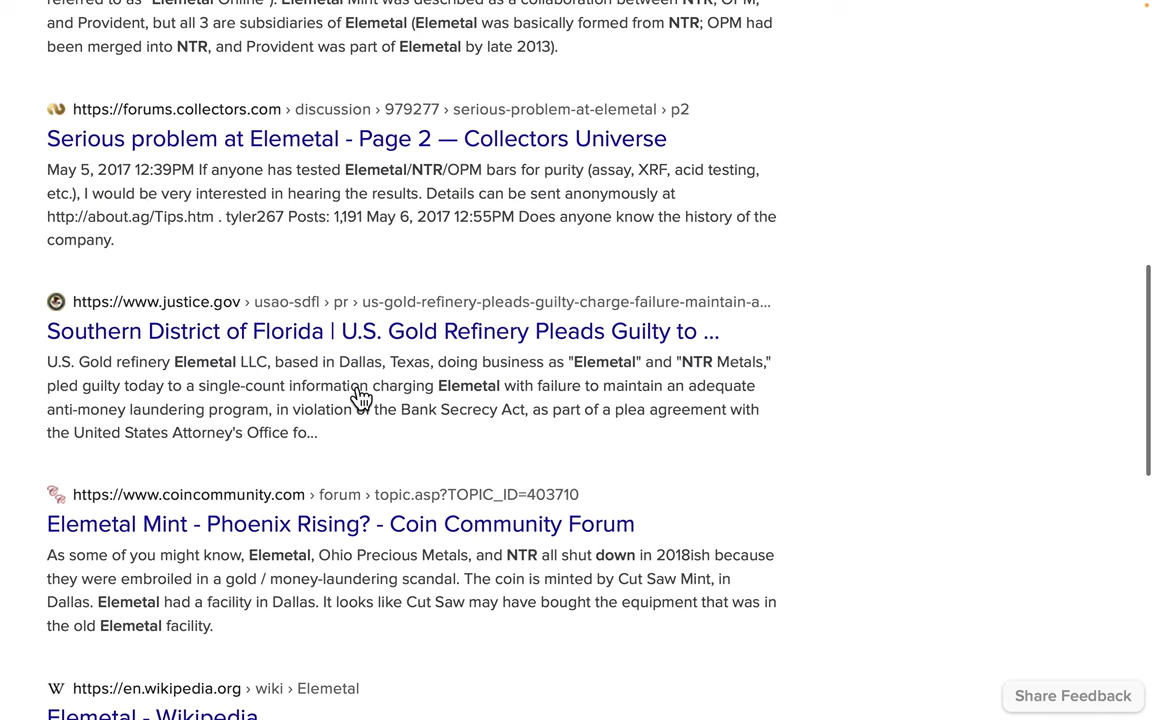 and Provident, but all 3 are subsidiaries of Elemetal (Elemetal was basically formed from NTR; OPM had
been merged into NTR, and Provident was part of Elemetal by late 2013).
https://forums.collectors.com › discussion › 979277 › serious-problem-at-elemetal › p2
Serious problem at Elemetal - Page 2 — Collectors Universe
May 5, 2017 12:39PM If anyone has tested Elemetal/NTR/OPM bars for purity (assay, XRF, acid testing,
etc.), I would be very interested in hearing the results. Details can be sent anonymously at
http://about.ag/Tips.htm . tyler267 Posts: 1,191 May 6, 2017 12:55PM Does anyone know the history of the
company.
https://www.justice.gov › usao-sdfl › pr › us-gold-refinery-pleads-guilty-charge-failure-maintain-a...
Southern District of Florida | U.S. Gold Refinery Pleads Guilty to ...
U.S. Gold refinery Elemetal LLC, based in Dallas, Texas, doing business as "Elemetal" and "NTR Metals,"
pled guilty today to a single-count information charging Elemetal with failure to maintain an adequate
anti-money laundering program, in violation of the Bank Secrecy Act, as part of a plea agreement with
the United States Attorney's Office fo...
https://www.coincommunity.com › forum › topic.asp?TOPIC_ID=403710
Elemetal Mint - Phoenix Rising? - Coin Community Forum
As some of you might know, Elemetal, Ohio Precious Metals, and NTR all shut down in 2018ish because
they were embroiled in a gold / money-laundering scandal. The coin is minted by Cut Saw Mint, in
Dallas. Elemetal had a facility in Dallas. It looks like Cut Saw may have bought the equipment that was in
the old Elemetal facility.
W https://en.wikipedia.org › wiki › Elemetal
Elemetal - Wikipedia
Share Feedback